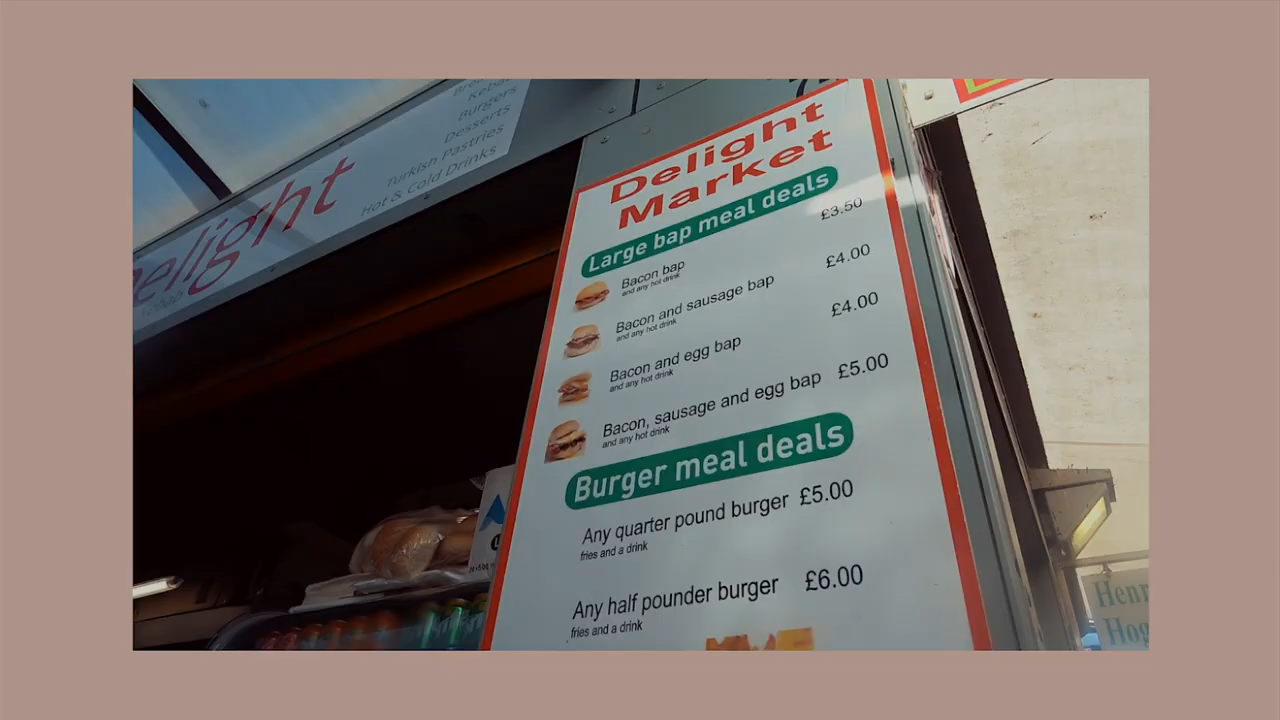 Kebabs
Burgers
Desserts
Turkish Pastries
Hot & Cold Drinks
Delight
Delight
Market
Large bap meal deals
£3.50
Bacon bap
and any hot drink
£4.00
Bacon and sausage bap
and any hot drink
£4.00
Bacon and egg bap
and any hot drink
Bacon, sausage and egg bap £5.00
and any hot drink
Burger meal deals
Any quarter pound burger £5.00
fries and a drink
Any half pounder burger £6.00
fries and a drink
Henr
Hog